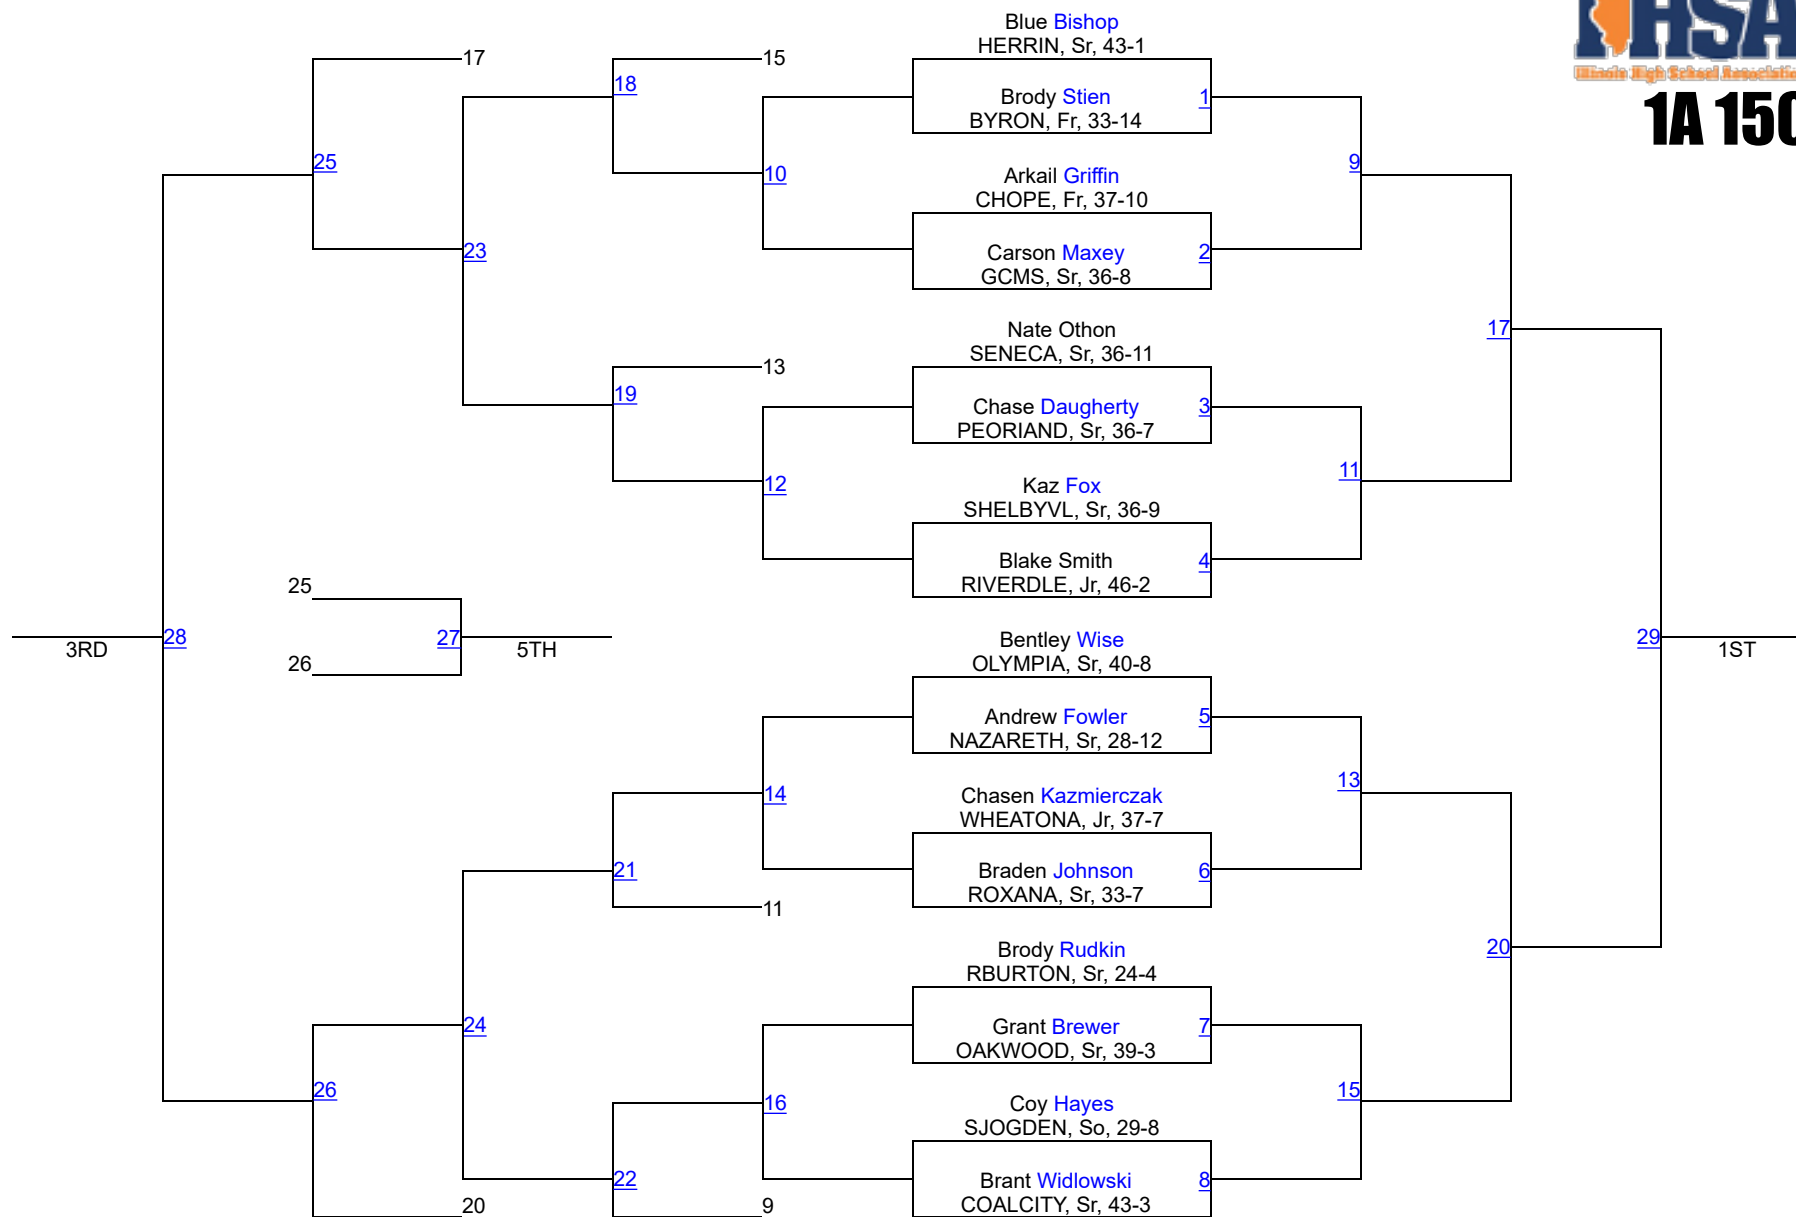 HSA
Illinois High School Association
1A 150
Blue Bishop
HERRIN, Sr, 43-1
17
15
18
Brody Stien
BYRON, Fr, 33-14
1
25
10
Arkail Griffin
CHOPE, Fr, 37-10
9
23
Carson Maxey
GCMS, Sr, 36-8
2
Nate Othon
SENECA, Sr, 36-11
17
13
19
Chase Daugherty
PEORIAND, Sr, 36-7
3
12
Kaz Fox
SHELBYVL, Sr, 36-9
11
Blake Smith
RIVERDLE, Jr, 46-2
4
25
3RD
28
26
27
5TH
Bentley Wise
OLYMPIA, Sr, 40-8
29
1ST
Andrew Fowler
NAZARETH, Sr, 28-12
5
14
Chasen Kazmierczak
WHEATONA, Jr, 37-7
13
21
Braden Johnson
ROXANA, Sr, 33-7
6
11
Brody Rudkin
RBURTON, Sr, 24-4
20
24
Grant Brewer
OAKWOOD, Sr, 39-3
7
26
16
Coy Hayes
SJOGDEN, So, 29-8
15
22
Brant Widlowski
COALCITY, Sr, 43-3
8
20
9